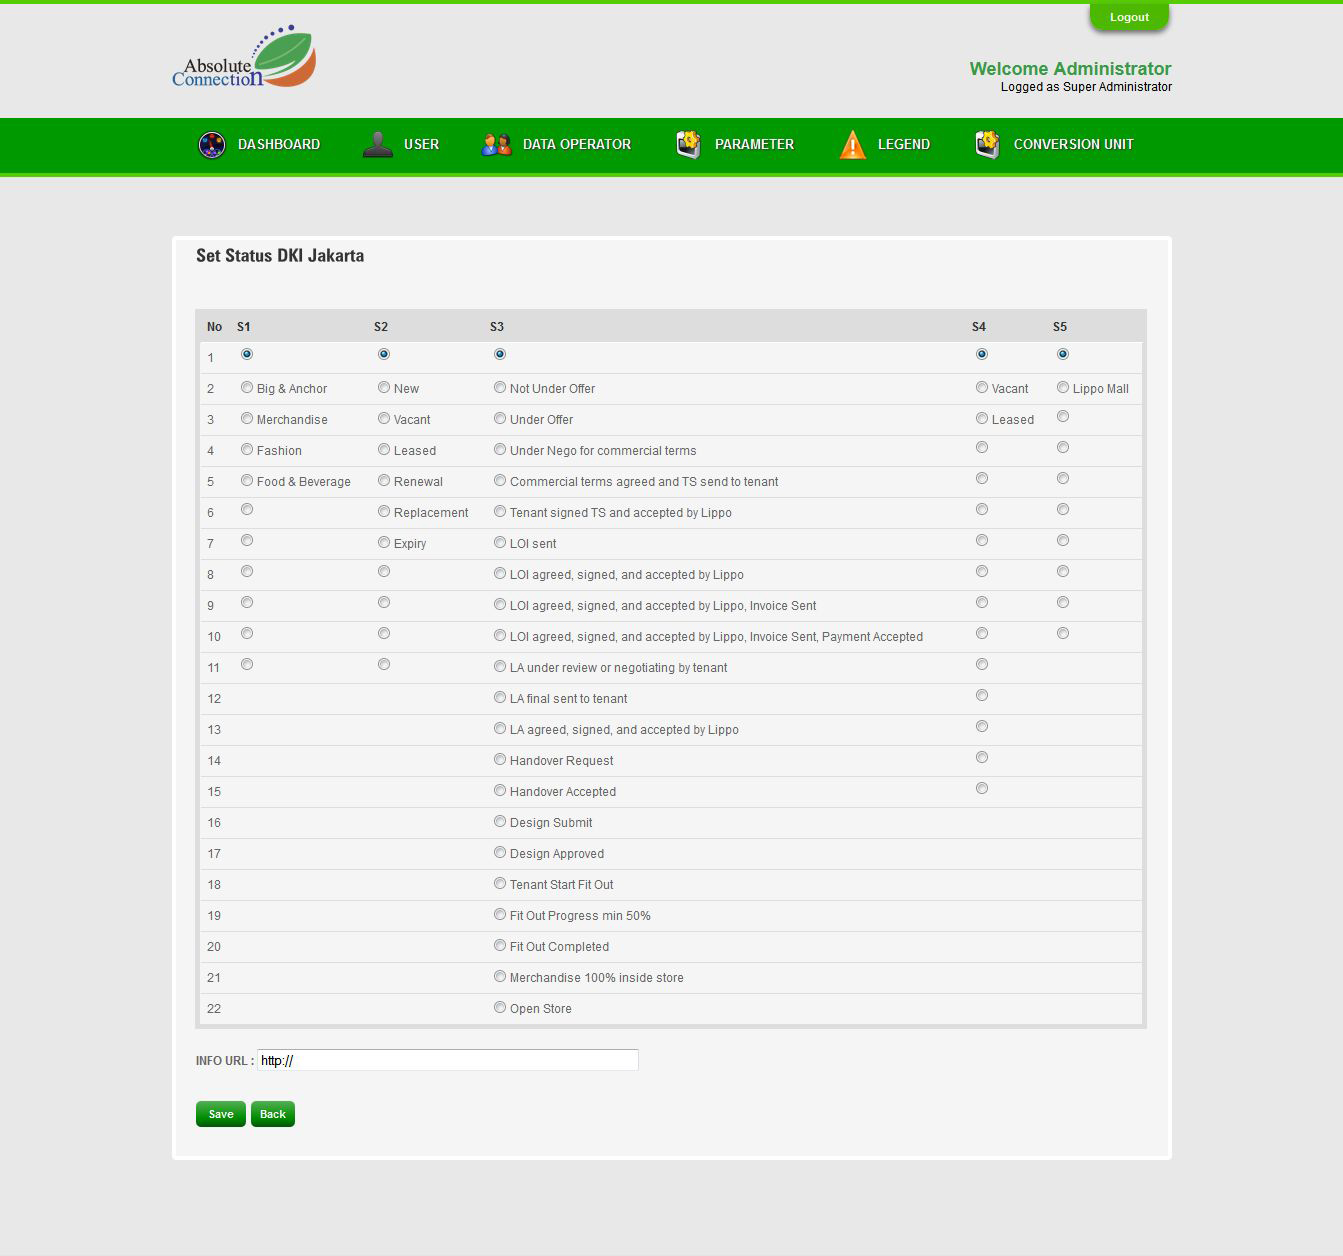 Logout
Absolute
Connection
Welcome Administrator
Logged as Super Administrator
DASHBOARD USER DATA OPERATOR PARAMETER LEGEND CONVERSION UNIT
Set Status DKI Jakarta
No S1 S2 S3 S4 S5
1
2 Big & Anchor New Not Under Offer Vacant Lippo Mall
3 Merchandise Vacant Under Offer Leased
4 Fashion Leased Under Nego for commercial terms
5 Food & Beverage Renewal Commercial terms agreed and TS send to tenant
6 Replacement Tenant signed TS and accepted by Lippo
7 Expiry LOI sent
8 LOI agreed, signed, and accepted by Lippo
9 LOI agreed, signed, and accepted by Lippo, Invoice Sent
10 LOI agreed, signed, and accepted by Lippo, Invoice Sent, Payment Accepted
11 LA under review or negotiating by tenant
12 LA final sent to tenant
13 LA agreed, signed, and accepted by Lippo
14 Handover Request
15 Handover Accepted
16 Design Submit
17 Design Approved
18 Tenant Start Fit Out
19 Fit Out Progress min 50%
20 Fit Out Completed
21 Merchandise 100% inside store
22 Open Store
INFO URL : http://
Save Back